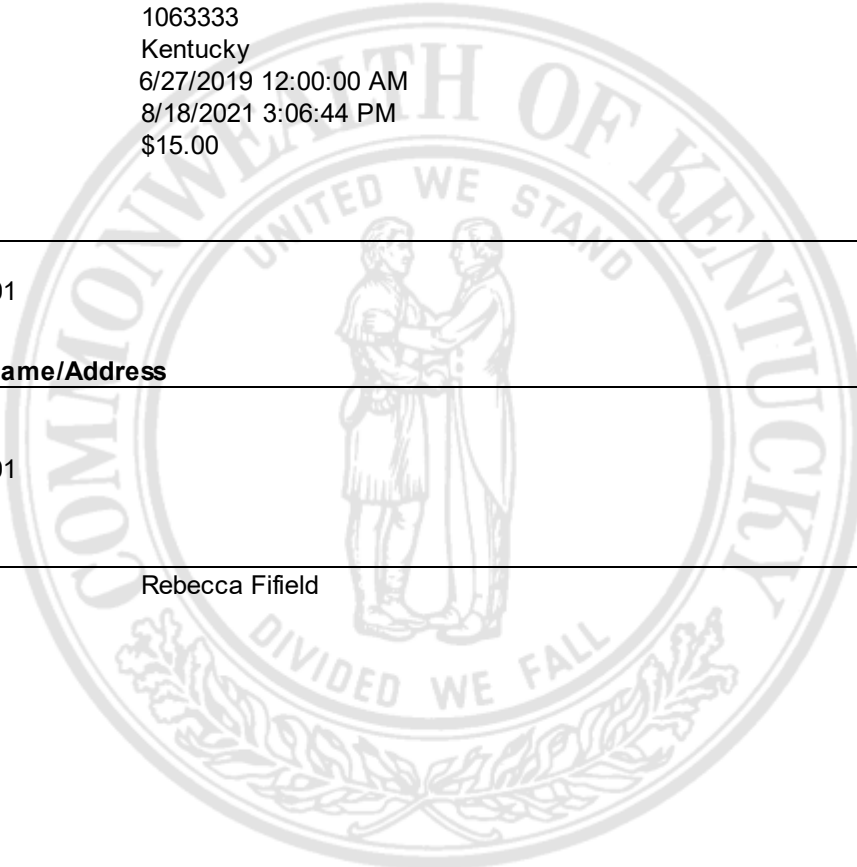 1063333
Kentucky
6/27/2019 12:00:00 AM
8/18/2021 3:06:44 PM
$15.00
COMMONWEALTH OF KENTUCKY
UNITED WE STAND
01
ame/Address
01
Rebecca Fifield
DIVIDED WE FALL